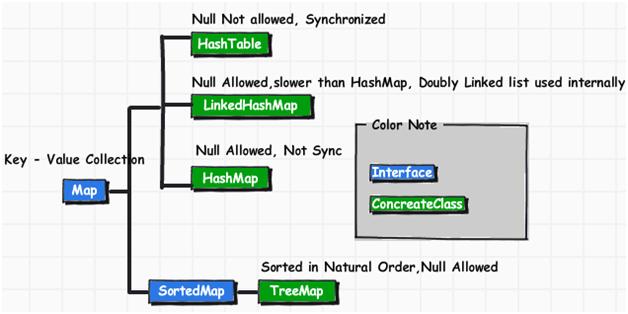 Null Not allowed, Synchronized
HashTable
Null Allowed,slower than HashMap, Doubly Linked list used internally
LinkedHashMap
Color Note
Key - Value Collection
Null Allowed, Not Sync
Interface
Map
HashMap
ConcreateClass
Sorted in Natural Order,Null Allowed
SortedMap
TreeMap